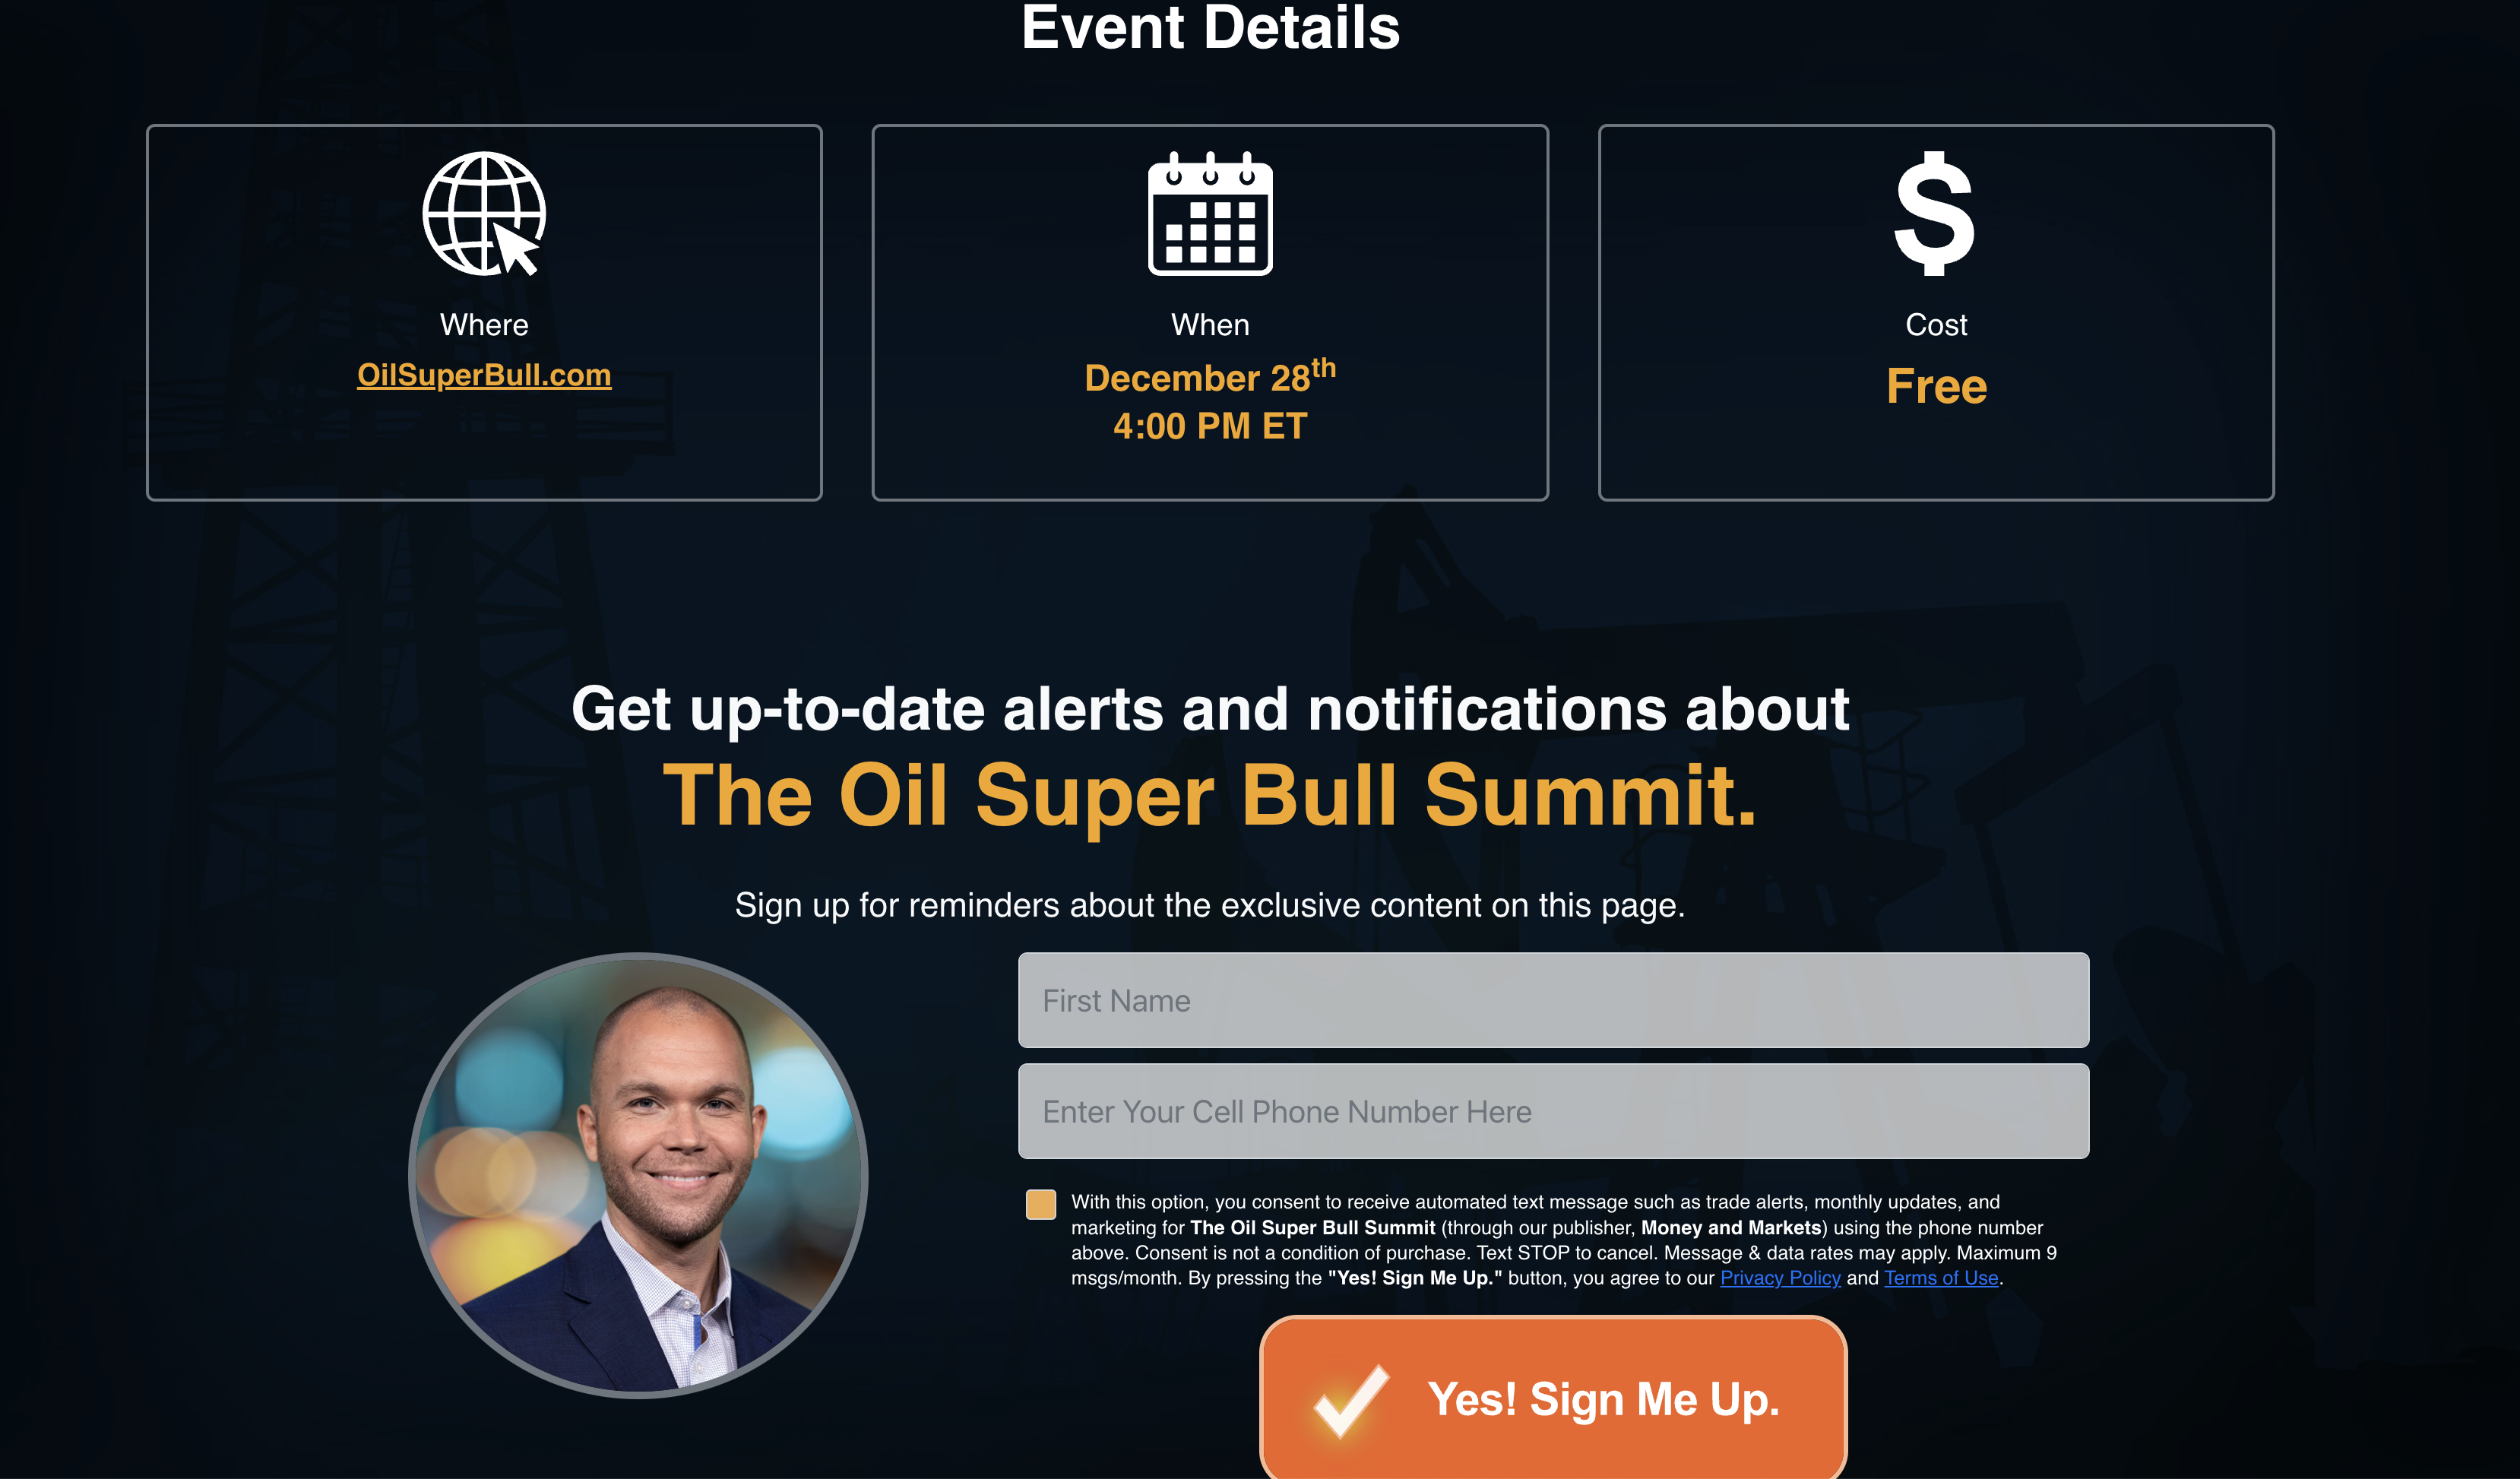 Event Details
Where
OilSuperBull.com
When
December 28th
4:00 PM ET
Cost
Free
Get up-to-date alerts and notifications about
The Oil Super Bull Summit.
Sign up for reminders about the exclusive content on this page.
First Name
Enter Your Cell Phone Number Here
With this option, you consent to receive automated text message such as trade alerts, monthly updates, and
marketing for The Oil Super Bull Summit (through our publisher, Money and Markets) using the phone number
above. Consent is not a condition of purchase. Text STOP to cancel. Message & data rates may apply. Maximum 9
msgs/month. By pressing the "Yes! Sign Me Up." button, you agree to our Privacy Policy and Terms of Use.
Yes! Sign Me Up.